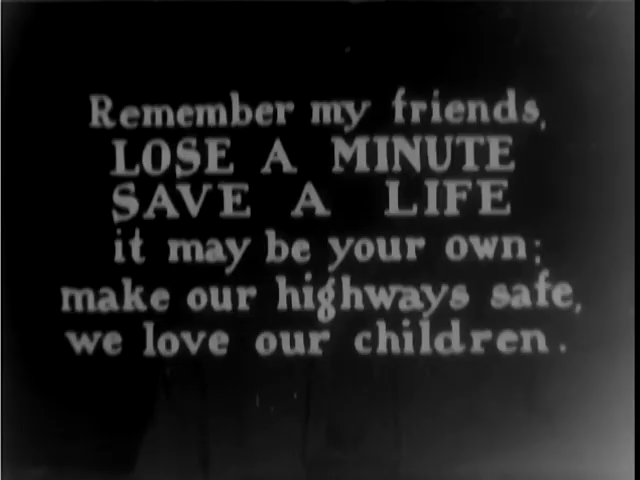 Remember my friends,
LOSE A MINUTE
SAVE A LIFE
it may be your own;
make our highways safe,
we love our children.